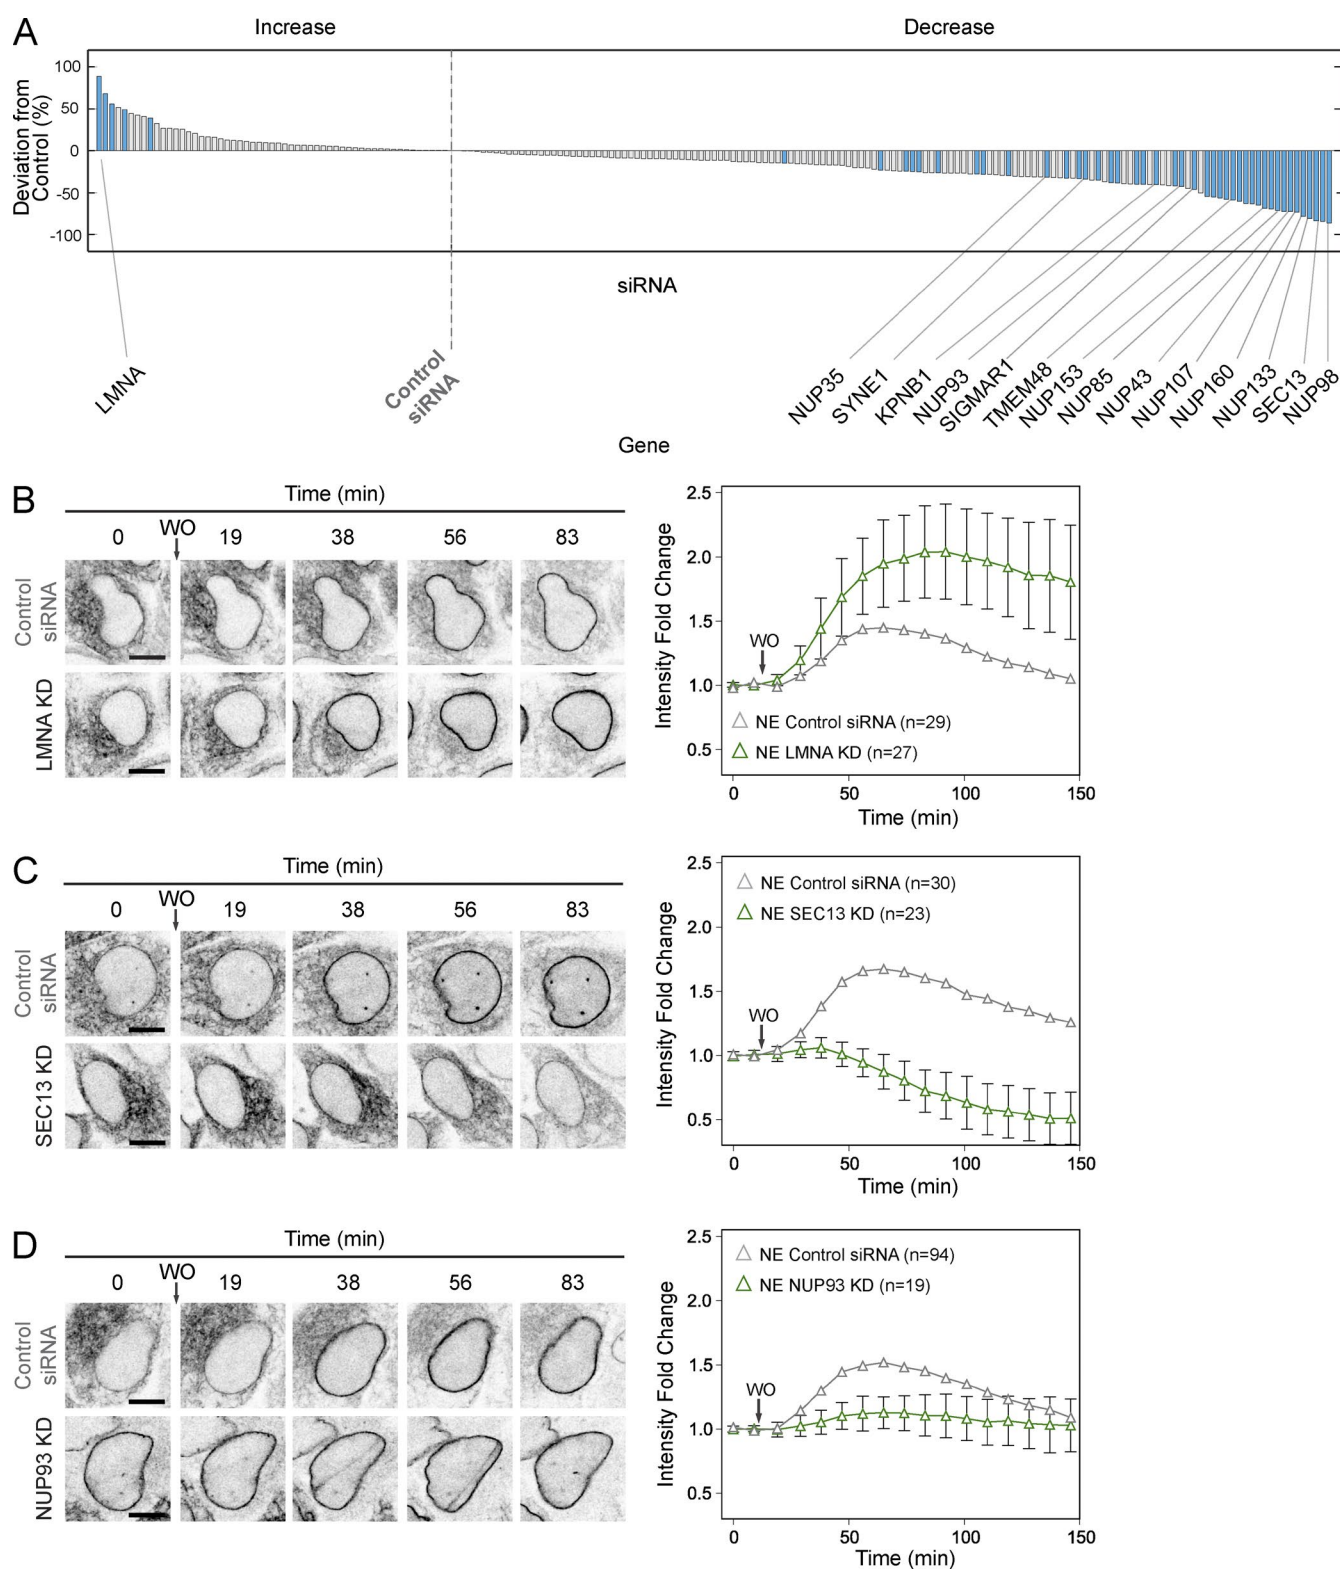 A
Increase
Decrease
Deviation from
Control (%)
100
50
0
-50
-100
siRNA
LMNA
Control
siRNA
NUP35
SYNE1
KPNB1
NUP93
SIGMAR1
TMEM48
NUP153
NUP85
NUP43
NUP107
NUP160
NUP133
SEC13
NUP98
Gene
B
Time (min)
WO
0 19 38 56 83
Control
siRNA
LMNA KD
Intensity Fold Change
2.5
2.0
1.5
1.0
0.5
WO
NE Control siRNA (n=29)
NE LMNA KD (n=27)
0 50 100 150
Time (min)
C
Time (min)
WO
0 19 38 56 83
Control
siRNA
SEC13 KD
Intensity Fold Change
2.5
2.0
1.5
1.0
0.5
NE Control siRNA (n=30)
NE SEC13 KD (n=23)
WO
0 50 100 150
Time (min)
D
Time (min)
WO
0 19 38 56 83
Control
siRNA
NUP93 KD
Intensity Fold Change
2.5
2.0
1.5
1.0
0.5
NE Control siRNA (n=94)
NE NUP93 KD (n=19)
WO
0 50 100 150
Time (min)